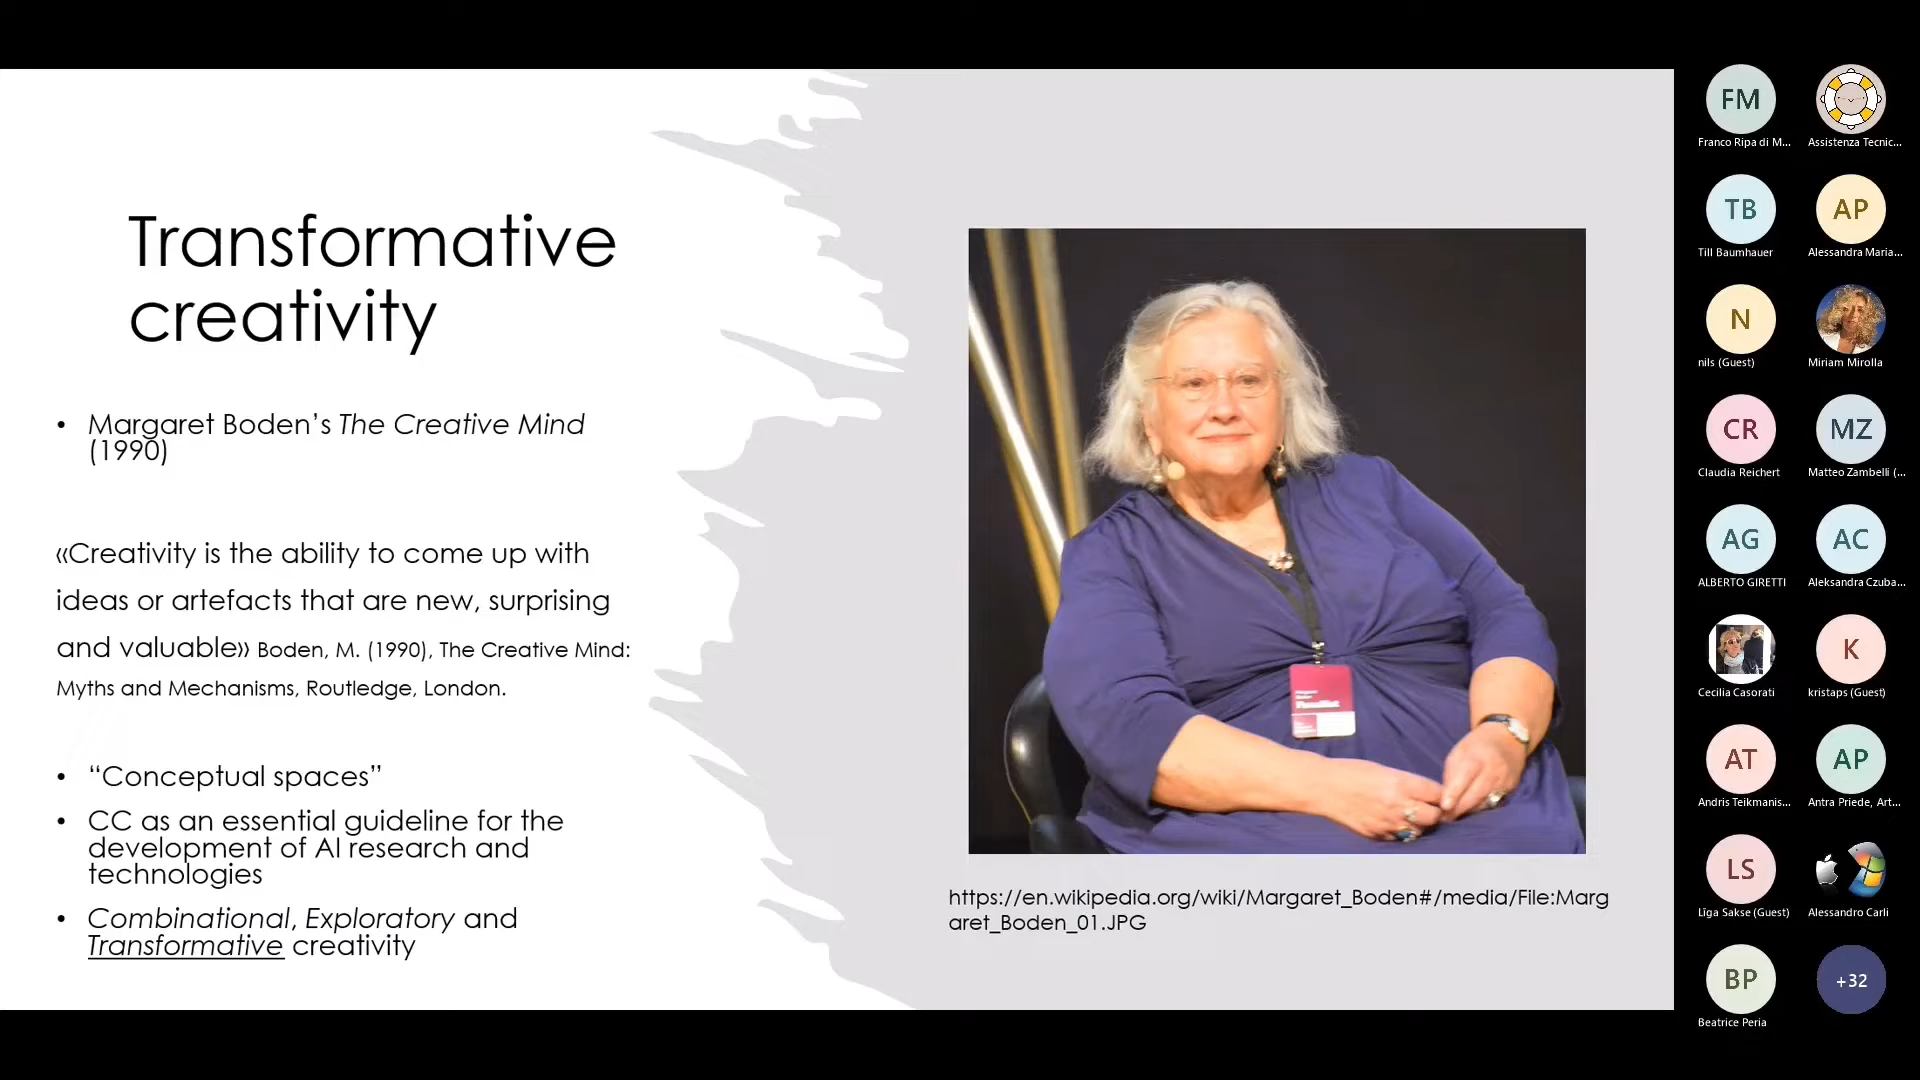 Transformative
creativity
• Margaret Boden’s The Creative Mind
(1990)
«Creativity is the ability to come up with
ideas or artefacts that are new, surprising
and valuable» Boden, M. (1990), The Creative Mind:
Myths and Mechanisms, Routledge, London.
• “Conceptual spaces”
• CC as an essential guideline for the
development of AI research and
technologies
• Combinational, Exploratory and
Transformative creativity
https://en.wikipedia.org/wiki/Margaret_Boden#/media/File:Marg
aret_Boden_01.JPG
FM
Franco Ripa di M...
Assistenza Tecnic...
TB
Till Baumhauer
AP
Alessandra Maria...
N
nils (Guest)
Miriam Mirolla
CR
Claudia Reichert
MZ
Matteo Zambelli (...
AG
ALBERTO GIRETTI
AC
Aleksandra Czuba...
Cecilia Casorati
K
kristaps (Guest)
AT
Andris Teikmanis...
AP
Antra Priede, Art...
LS
Līga Sakse (Guest)
Alessandro Carli
BP
Beatrice Peria
+32